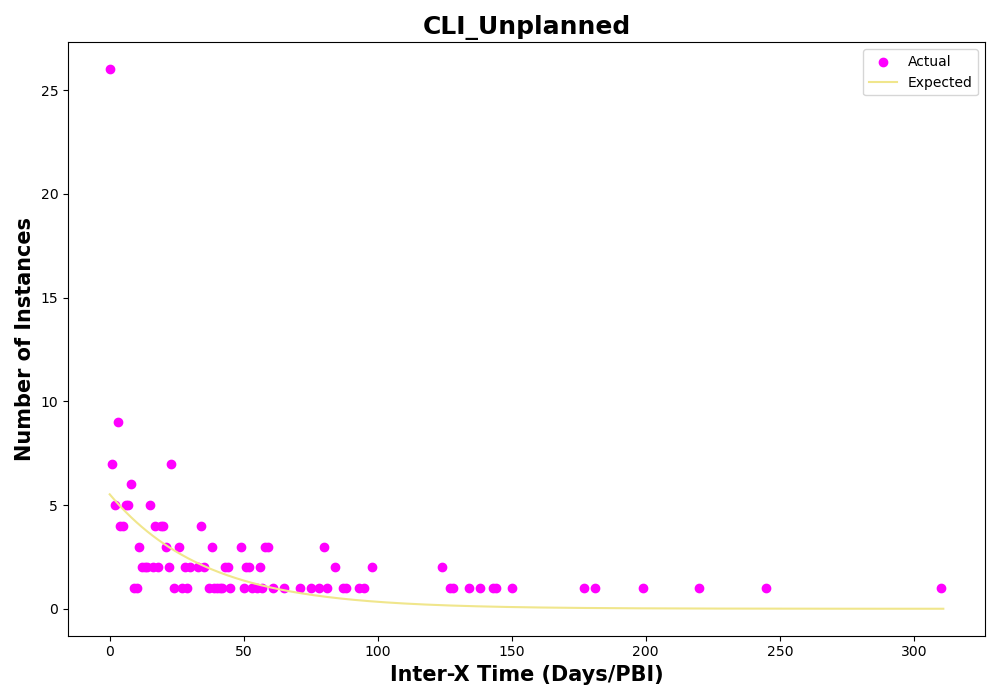 CLI_Unplanned
Actual
Expected
Number of Instances
25
20
15
10
5
0
0 50 100 150 200 250 300
Inter-X Time (Days/PBI)